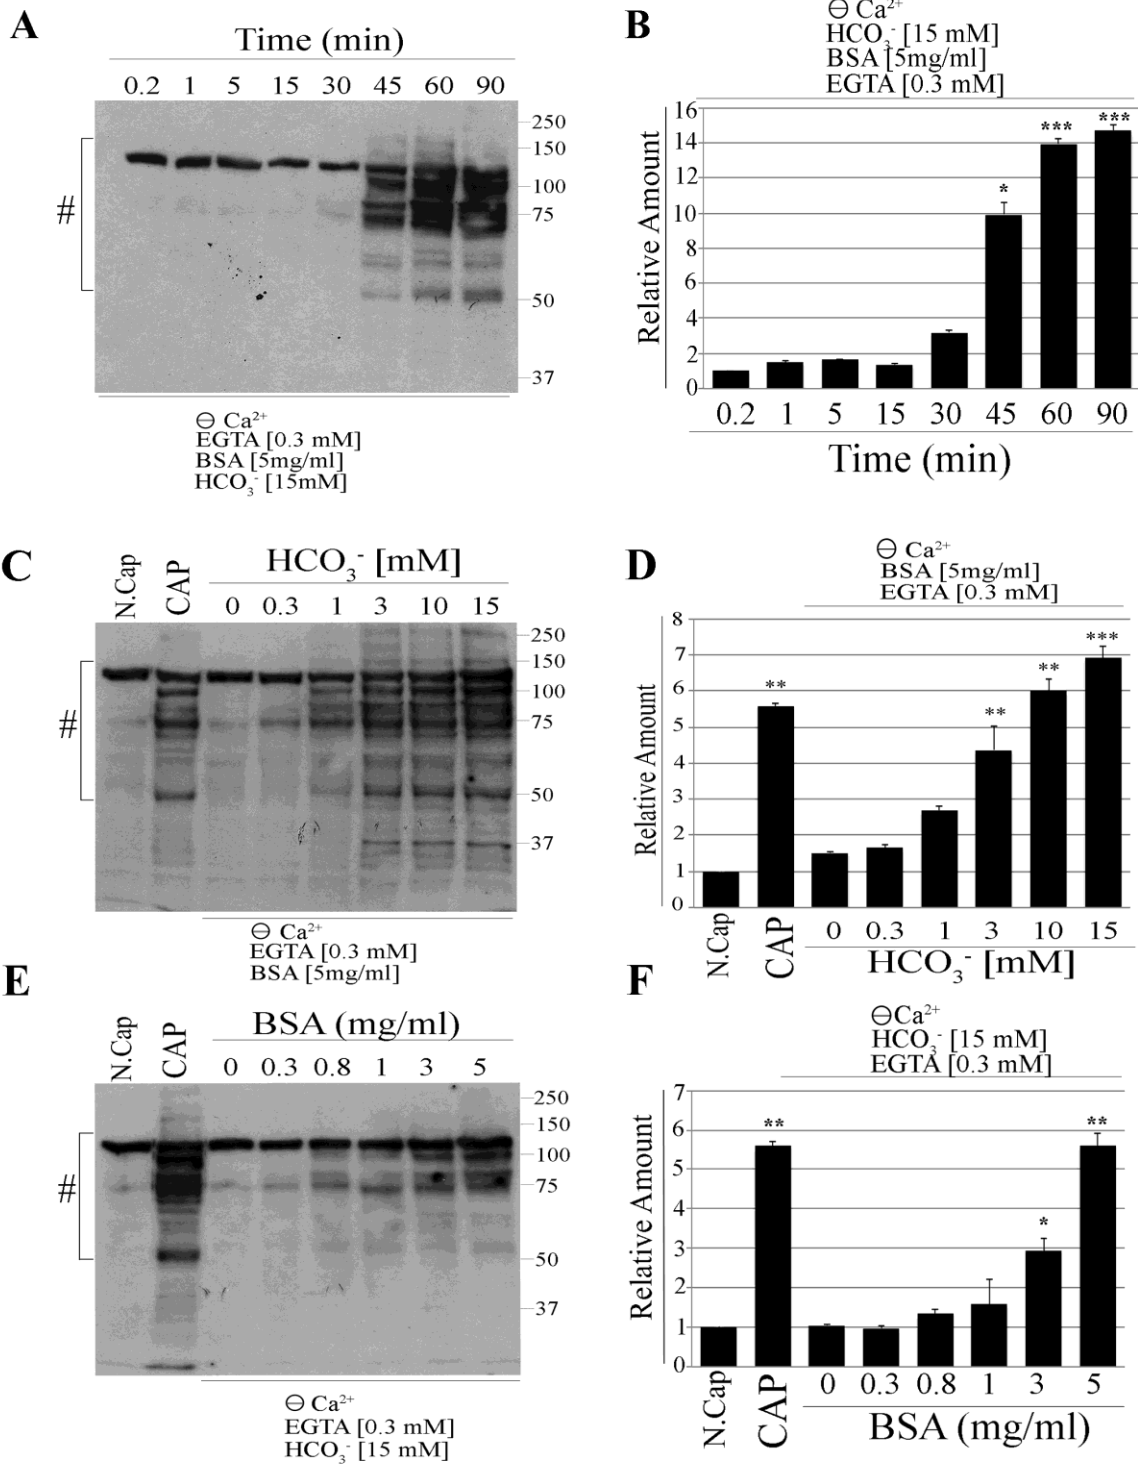 A
Time (min)
0.2 1 5 15 30 45 60 90
250
150
100
75
50
37
#
⊖ Ca²⁺
EGTA [0.3 mM]
BSA [5mg/ml]
HCO₃⁻ [15mM]
B
⊖ Ca²⁺
HCO₃⁻ [15 mM]
BSA [5mg/ml]
EGTA [0.3 mM]
Relative Amount
16
14
12
10
8
6
4
2
0
* *** ***
0.2 1 5 15 30 45 60 90
Time (min)
C
N.Cap CAP
HCO₃⁻ [mM]
0 0.3 1 3 10 15
250
150
100
75
50
37
#
⊖ Ca²⁺
EGTA [0.3 mM]
BSA [5mg/ml]
D
⊖ Ca²⁺
BSA [5mg/ml]
EGTA [0.3 mM]
Relative Amount
8
7
6
5
4
3
2
1
0
** ** ** ***
N.Cap CAP 0 0.3 1 3 10 15
HCO₃⁻ [mM]
E
N.Cap CAP
BSA (mg/ml)
0 0.3 0.8 1 3 5
250
150
100
75
50
37
#
⊖ Ca²⁺
EGTA [0.3 mM]
HCO₃⁻ [15 mM]
F
⊖Ca²⁺
HCO₃⁻ [15 mM]
EGTA [0.3 mM]
Relative Amount
7
6
5
4
3
2
1
0
** * **
N.Cap CAP 0 0.3 0.8 1 3 5
BSA (mg/ml)